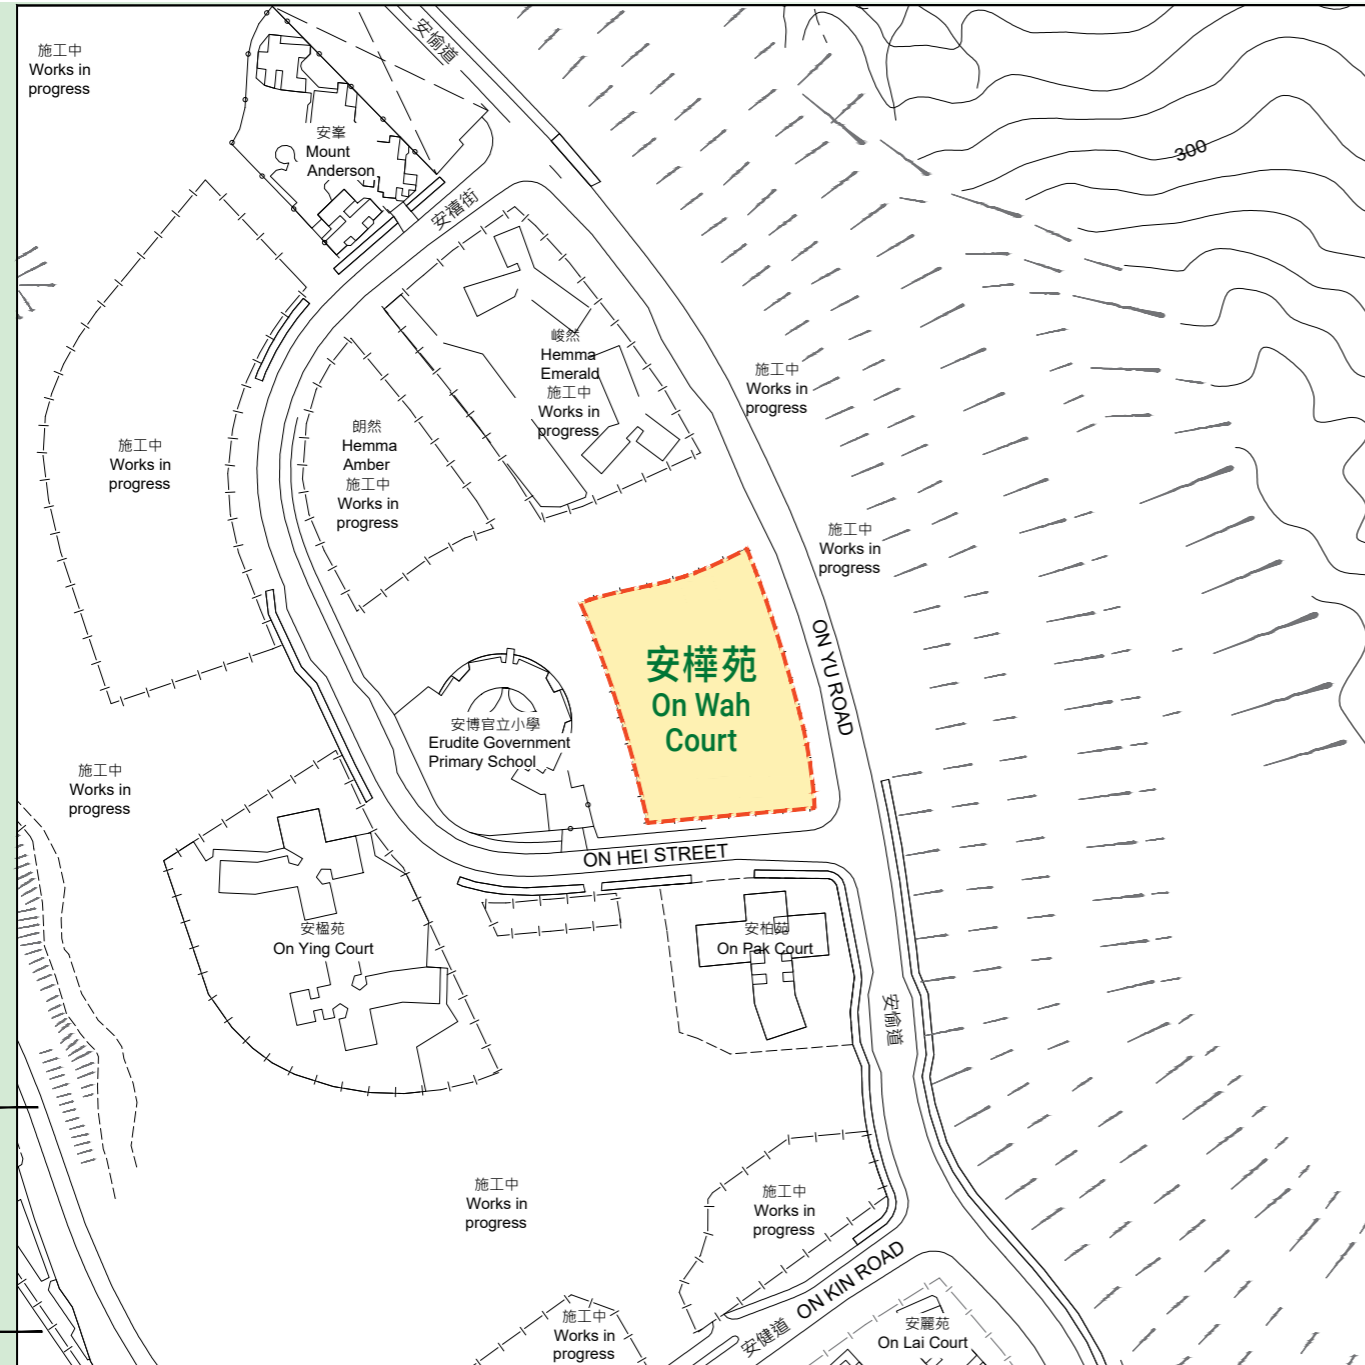 施工中
Works in
progress
安愉道
安峯
Mount
Anderson
安禧街
300
峻然
Hemma
Emerald
施工中
Works in
progress
施工中
Works in
progress
朗然
Hemma
Amber
施工中
Works in
progress
施工中
Works in
progress
施工中
Works in
progress
安樺苑
On Wah
Court
ON YU ROAD
安博官立小學
Erudite Government
Primary School
施工中
Works in
progress
ON HEI STREET
安楹苑
On Ying Court
安柏苑
On Pak Court
安愉道
施工中
Works in
progress
施工中
Works in
progress
安健道 ON KIN ROAD
施工中
Works in
progress
安麗苑
On Lai Court